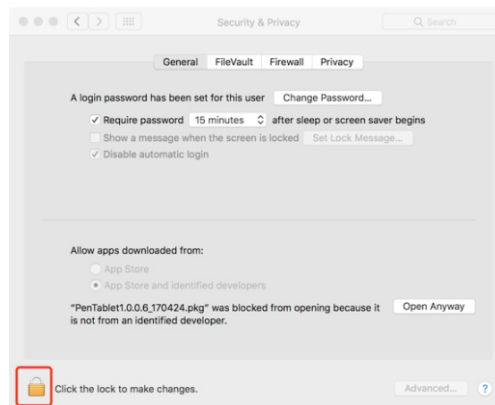 Security & Privacy
Search
General FileVault Firewall Privacy
A login password has been set for this user Change Password...
Require password 15 minutes after sleep or screen saver begins
Show a message when the screen is locked Set Lock Message...
Disable automatic login
Allow apps downloaded from:
App Store
App Store and identified developers
"PenTablet1.0.0.6_170424.pkg" was blocked from opening because it Open Anyway
is not from an identified developer.
Click the lock to make changes. Advanced... ?